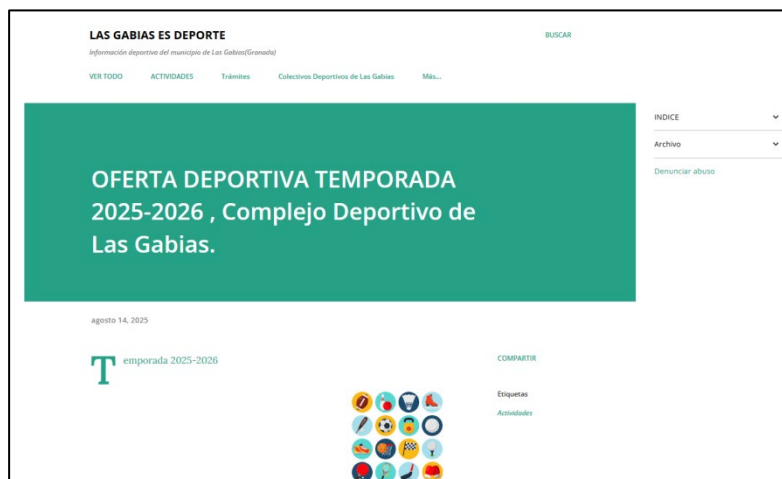 LAS GABIAS ES DEPORTE
BUSCAR
Información deportiva del municipio de Las Gabias(Granada)
VER TODO ACTIVIDADES Trámites Colectivos Deportivos de Las Gabias Más...
INDICE
Archivo
Denunciar abuso
OFERTA DEPORTIVA TEMPORADA
2025-2026 , Complejo Deportivo de
Las Gabias.
agosto 14, 2025
Temporada 2025-2026
COMPARTIR
Etiquetas
Actividades